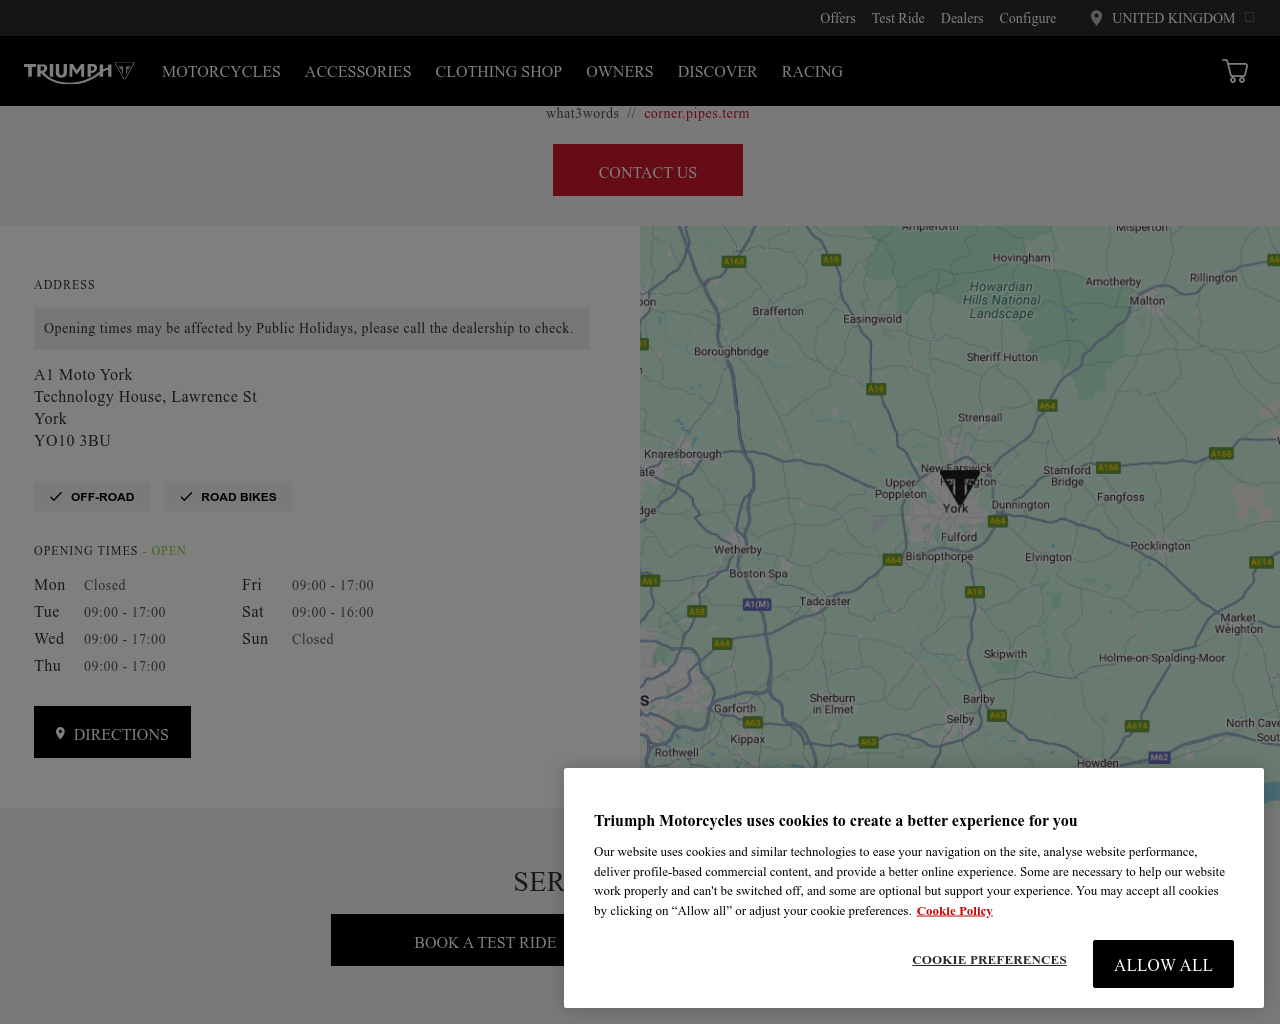 Offers Test Ride Dealers Configure UNITED KINGDOM
TRIUMPH MOTORCYCLES ACCESSORIES CLOTHING SHOP OWNERS DISCOVER RACING
what3words // corner.pipes.term
CONTACT US
ADDRESS
Opening times may be affected by Public Holidays, please call the dealership to check.
A1 Moto York
Technology House, Lawrence St
York
YO10 3BU
OFF-ROAD ROAD BIKES
OPENING TIMES - OPEN
Mon Closed Fri 09:00 - 17:00
Tue 09:00 - 17:00 Sat 09:00 - 16:00
Wed 09:00 - 17:00 Sun Closed
Thu 09:00 - 17:00
DIRECTIONS
Ampleforth
Misperton
A168
A19
Hovingham
Amotherby
Rillington
Malton
Howardian
Hills National
Landscape
Brafferton
Easingwold
Boroughbridge
Sheriff Hutton
A19
A64
Strensall
A166
Knaresborough
New Earswick
Stamford
Bridge
A166
Upper
Poppleton
York
Dunnington
Fangfoss
A64
Fulford
Bishopthorpe
A64
Elvington
Pocklington
A614
Wetherby
Boston Spa
A61
A19
A58
A1(M)
Tadcaster
Market
Weighton
A64
Skipwith
Holme-on-Spalding-Moor
Sherburn
in Elmet
Garforth
A63
Barlby
Selby
A63
A614
North Cave
Kippax
A63
Rothwell
Howden
M62
SER
BOOK A TEST RIDE
Triumph Motorcycles uses cookies to create a better experience for you
Our website uses cookies and similar technologies to ease your navigation on the site, analyse website performance,
deliver profile-based commercial content, and provide a better online experience. Some are necessary to help our website
work properly and can't be switched off, and some are optional but support your experience. You may accept all cookies
by clicking on “Allow all” or adjust your cookie preferences. Cookie Policy
COOKIE PREFERENCES ALLOW ALL